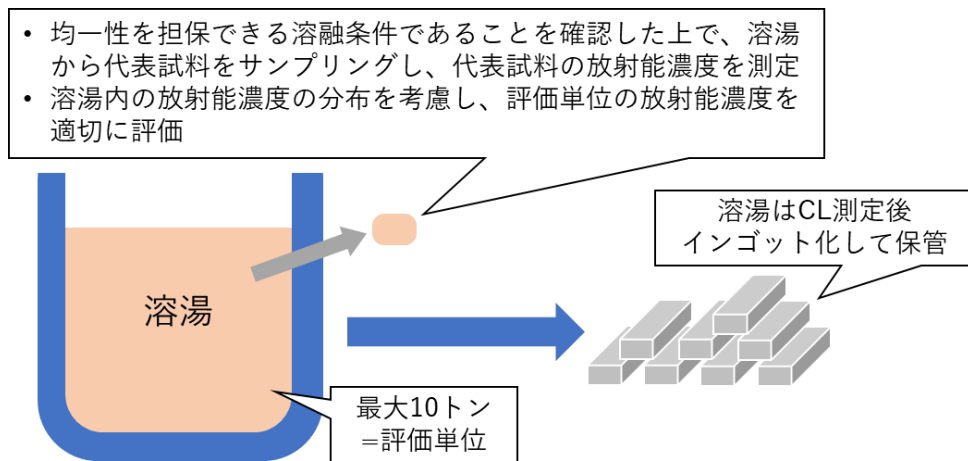 • 均一性を担保できる溶融条件であることを確認した上で、溶湯
から代表試料をサンプリングし、代表試料の放射能濃度を測定
• 溶湯内の放射能濃度の分布を考慮し、評価単位の放射能濃度を
適切に評価
溶湯はCL測定後
インゴット化して保管
溶湯
最大10トン
=評価単位